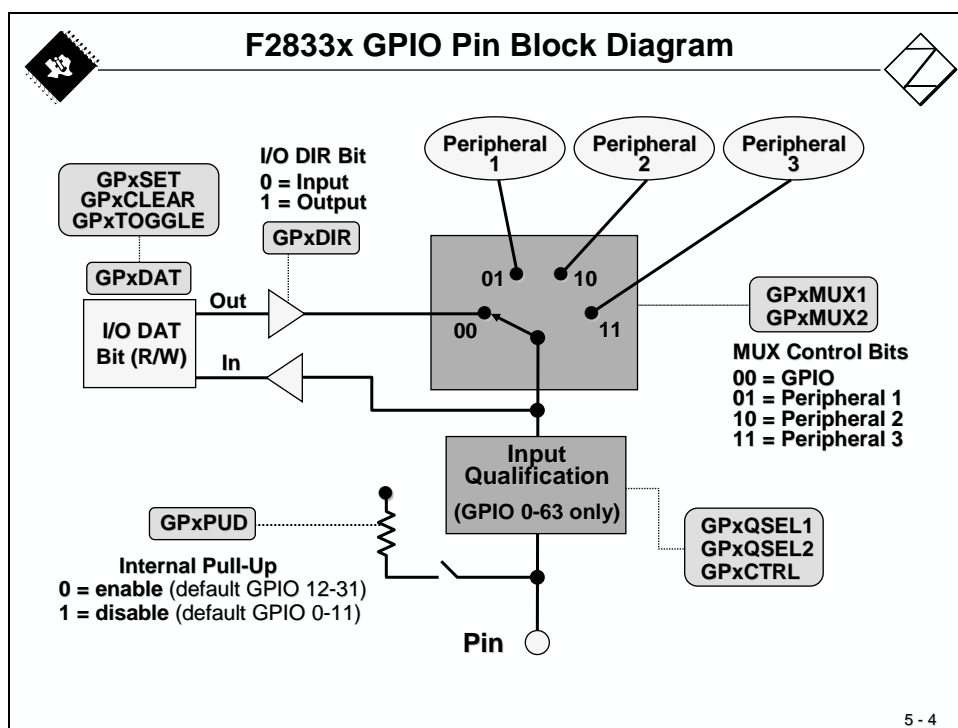 F2833x GPIO Pin Block Diagram
Peripheral
1
Peripheral
2
Peripheral
3
I/O DIR Bit
0 = Input
1 = Output
GPxSET
GPxCLEAR
GPxTOGGLE
GPxDIR
GPxDAT
01
10
Out
00
11
I/O DAT
Bit (R/W)
In
GPxMUX1
GPxMUX2
MUX Control Bits
00 = GPIO
01 = Peripheral 1
10 = Peripheral 2
11 = Peripheral 3
Input
Qualification
(GPIO 0-63 only)
GPxPUD
GPxQSEL1
GPxQSEL2
GPxCTRL
Internal Pull-Up
0 = enable (default GPIO 12-31)
1 = disable (default GPIO 0-11)
Pin
5 - 4